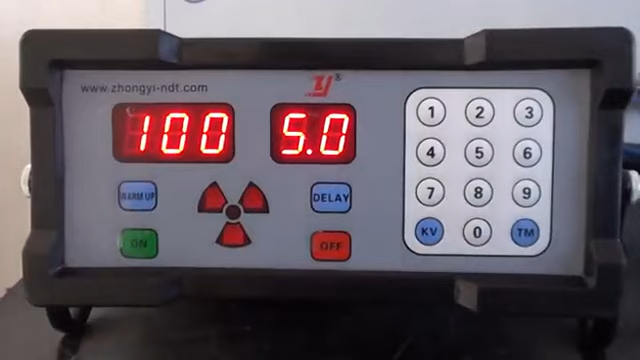 www.zhongyi-ndt.com
ZY®
100
5.0
1 2 3
4 5 6
WARM UP
DELAY
7 8 9
ON
OFF
KV 0 TM